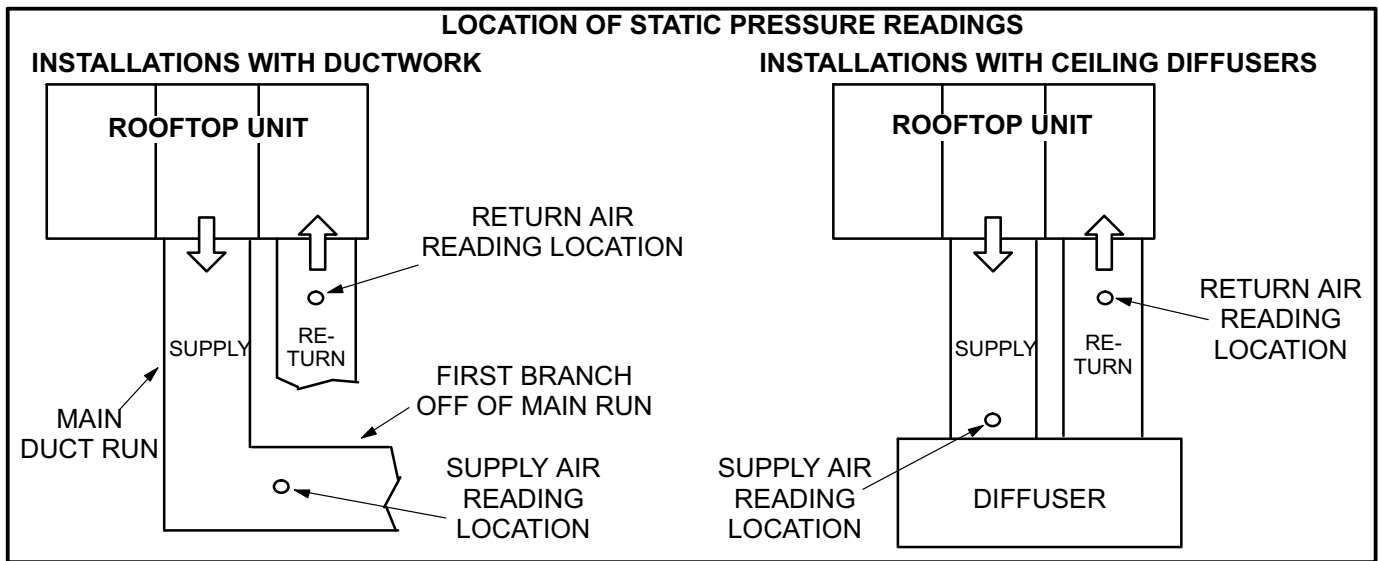 LOCATION OF STATIC PRESSURE READINGS
INSTALLATIONS WITH DUCTWORK
ROOFTOP UNIT
RETURN AIR
READING LOCATION
SUPPLY
RE-
TURN
FIRST BRANCH
OFF OF MAIN RUN
MAIN
DUCT RUN
SUPPLY AIR
READING
LOCATION
INSTALLATIONS WITH CEILING DIFFUSERS
ROOFTOP UNIT
RETURN AIR
READING
LOCATION
SUPPLY
RE-
TURN
SUPPLY AIR
READING
LOCATION
DIFFUSER